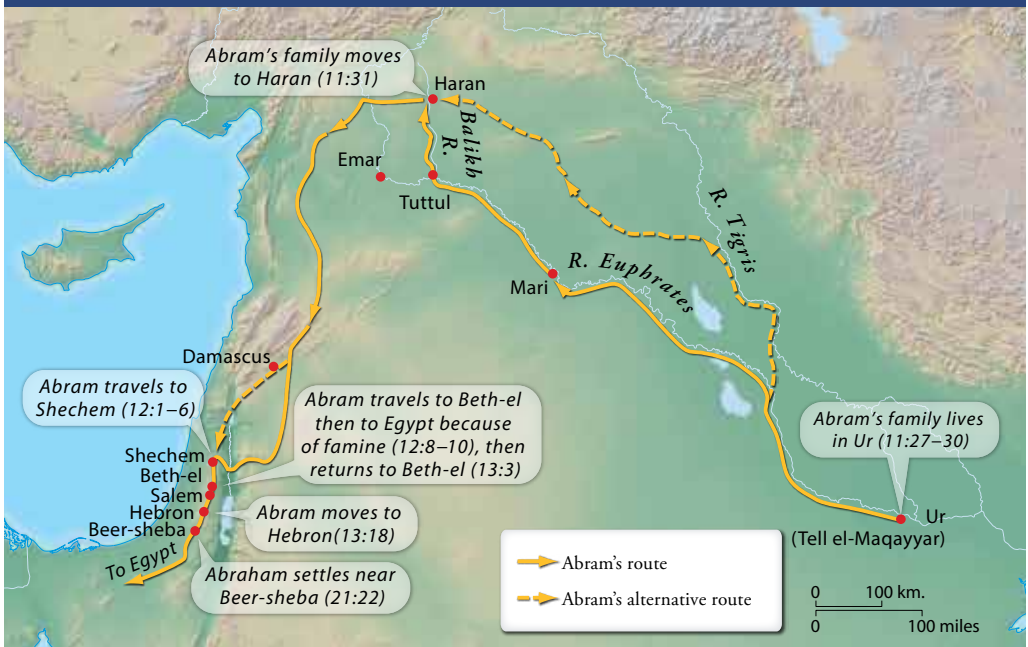 Abram's family moves
to Haran (11:31)
Haran
Balikh
R.
Emar
Tuttul
R. Tigris
R. Euphrates
Mari
Damascus
Abram travels to
Shechem (12:1–6)
Abram travels to Beth-el
then to Egypt because
of famine (12:8–10), then
returns to Beth-el (13:3)
Abram's family lives
in Ur (11:27–30)
Shechem
Beth-el
Salem
Hebron
Beer-sheba
Abram moves to
Hebron(13:18)
Ur
(Tell el-Maqayyar)
To Egypt
Abraham settles near
Beer-sheba (21:22)
Abram's route
Abram's alternative route
0 100 km.
0 100 miles